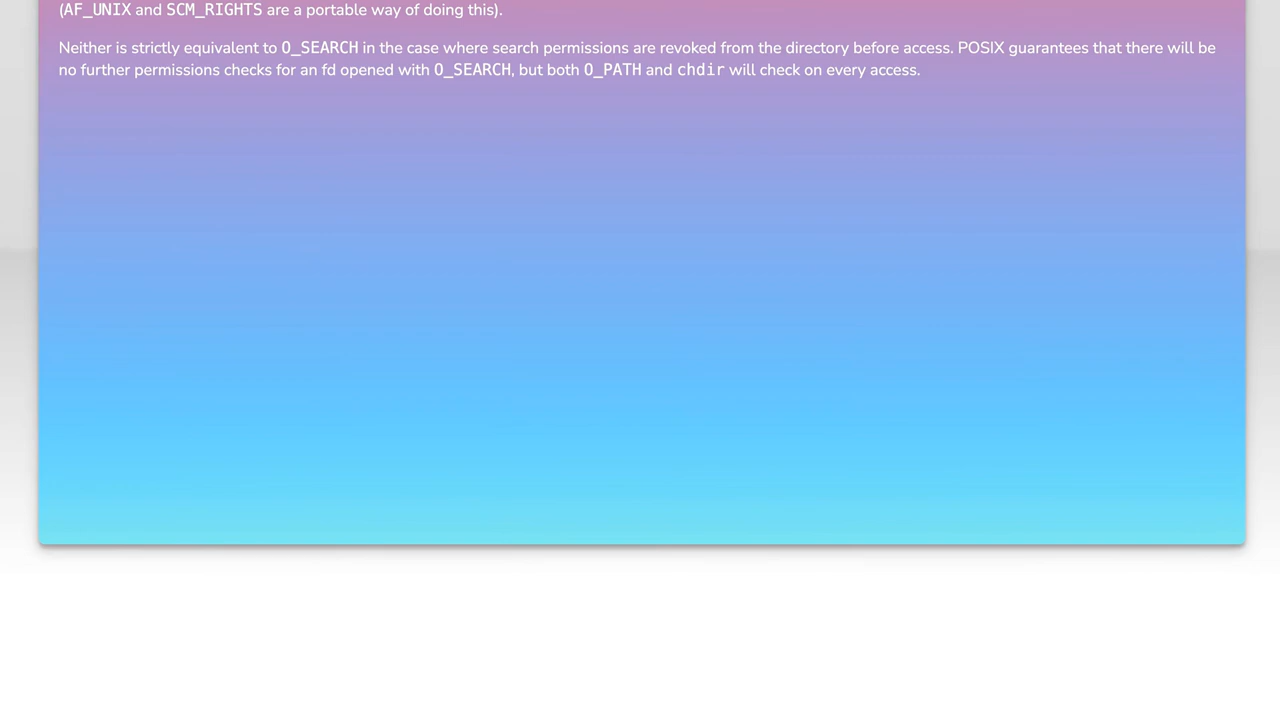 (AF_UNIX and SCM_RIGHTS are a portable way of doing this).
Neither is strictly equivalent to O_SEARCH in the case where search permissions are revoked from the directory before access. POSIX guarantees that there will be
no further permissions checks for an fd opened with O_SEARCH, but both O_PATH and chdir will check on every access.